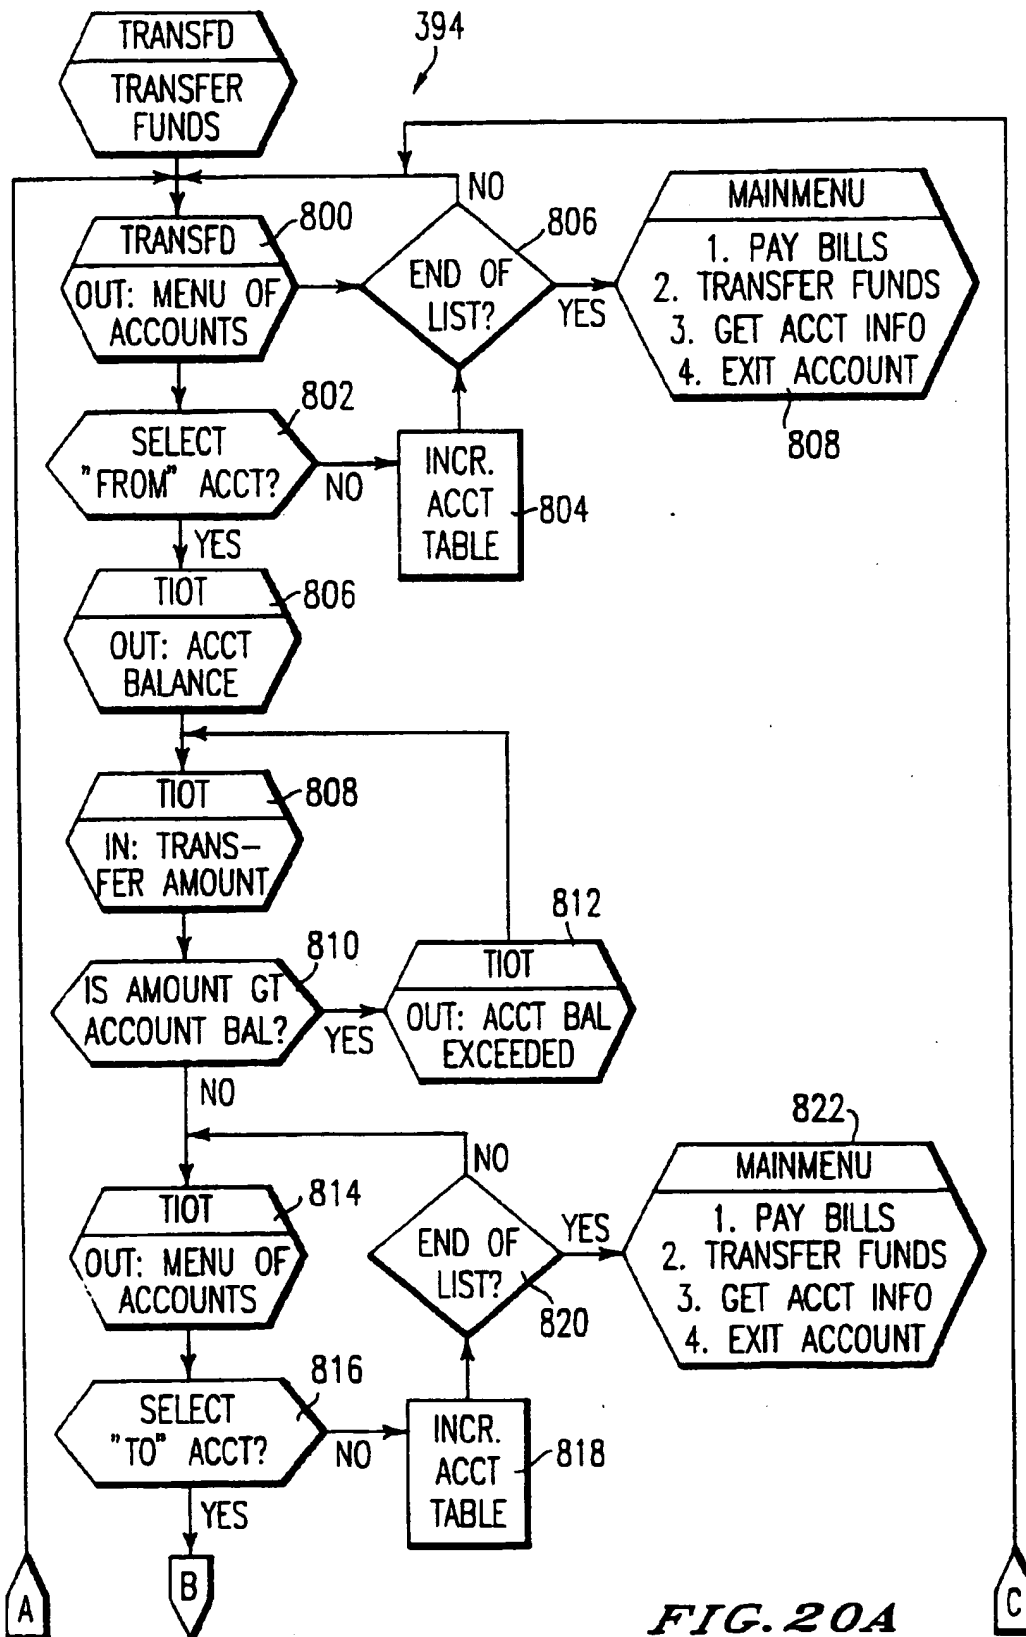 TRANSFD
TRANSFER
FUNDS
394
NO
TRANSFD
800
OUT: MENU OF
ACCOUNTS
END OF
LIST?
806
YES
MAINMENU
1. PAY BILLS
2. TRANSFER FUNDS
3. GET ACCT INFO
4. EXIT ACCOUNT
808
SELECT
"FROM" ACCT?
802
NO
INCR.
ACCT
TABLE
804
YES
TIOT
806
OUT: ACCT
BALANCE
TIOT
808
IN: TRANS-
FER AMOUNT
IS AMOUNT GT
ACCOUNT BAL?
810
YES
812
TIOT
OUT: ACCT BAL
EXCEEDED
NO
TIOT
814
OUT: MENU OF
ACCOUNTS
NO
END OF
LIST?
820
YES
822
MAINMENU
1. PAY BILLS
2. TRANSFER FUNDS
3. GET ACCT INFO
4. EXIT ACCOUNT
SELECT
"TO" ACCT?
816
NO
INCR.
ACCT
TABLE
818
YES
A
B
C
FIG. 20A